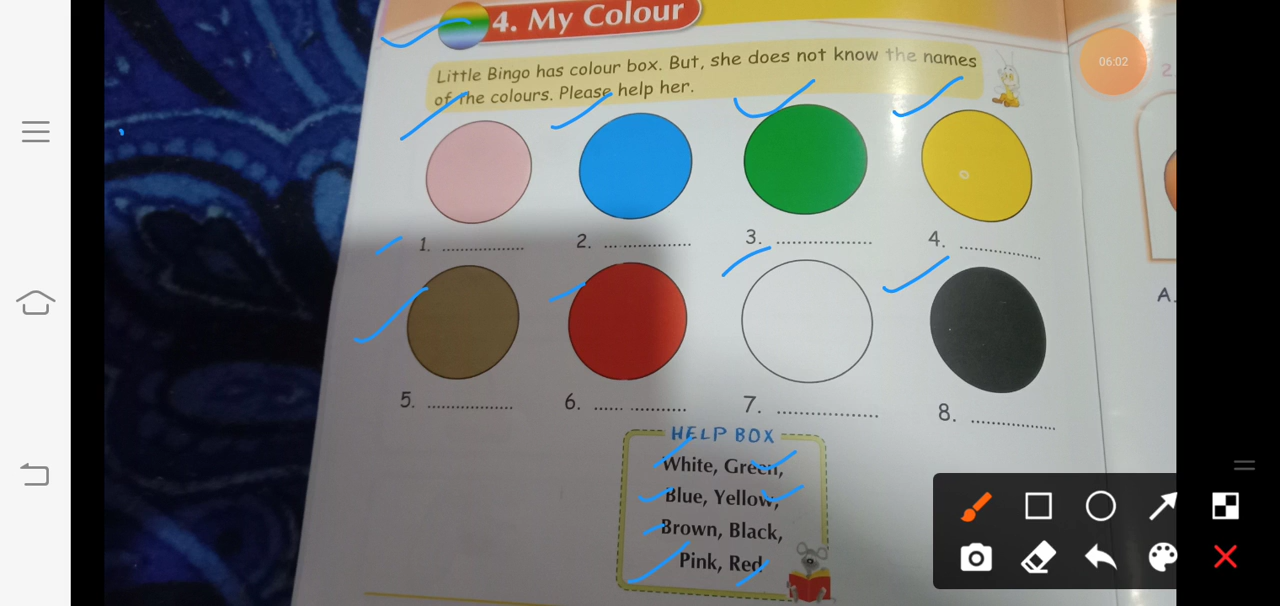 4. My Colour
Little Bingo has colour box. But, she does not know the names
of the colours. Please help her.
06:02
2
1. ................
2. ................
3. ................
4. ................
5. ................
6. ................
7. ................
8. ................
A.
HELP BOX
White, Green,
Blue, Yellow,
Brown, Black,
Pink, Red